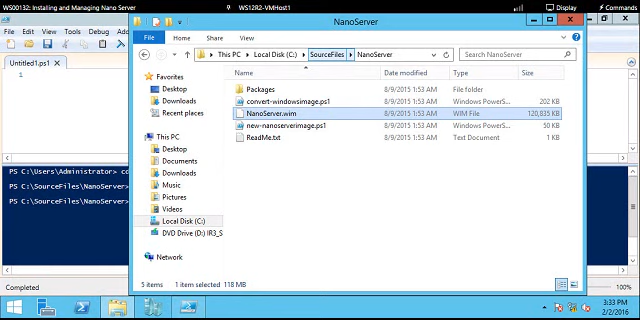 WS00132: Installing and Managing Nano Server
WS12R2-VMHost1
Commands
NanoServer
File Edit View Tools Debug
Untitled1.ps1 X
1
File Home Share View
This PC Local Disk (C:) SourceFiles NanoServer
Search NanoServer
Favorites
Desktop
Downloads
Recent places
This PC
Desktop
Documents
Downloads
Music
Pictures
Videos
Local Disk (C:)
DVD Drive (D:) IR3_S
Network
Name Date modified Type Size
Packages 8/9/2015 1:53 AM File folder
convert-windowsimage.ps1 8/9/2015 1:53 AM Windows PowerS... 202 KB
NanoServer.wim 8/9/2015 1:53 AM WIM File 120,835 KB
new-nanoserverimage.ps1 8/9/2015 1:53 AM Windows PowerS... 50 KB
ReadMe.txt 8/9/2015 1:53 AM Text Document 1 KB
PS C:\Users\Administrator> cd
PS C:\SourceFiles\NanoServer>
PS C:\SourceFiles\NanoServer>
5 items 1 item selected 118 MB
Completed
100%
3:33 PM
2/2/2016